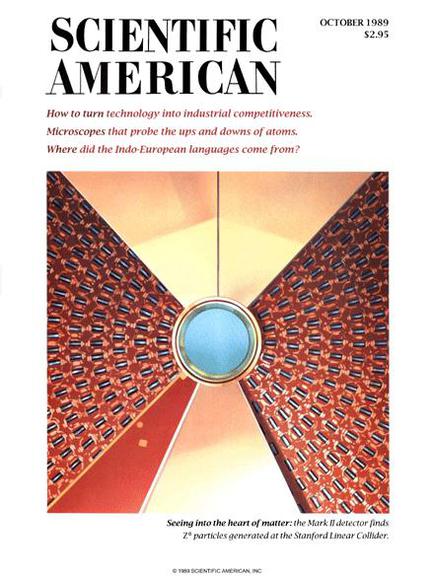 SCIENTIFIC
AMERICAN
OCTOBER 1989
$2.95
How to turn technology into industrial competitiveness.
Microscopes that probe the ups and downs of atoms.
Where did the Indo-European languages come from?
Seeing into the heart of matter: the Mark II detector finds
Z⁰ particles generated at the Stanford Linear Collider.
© 1989 SCIENTIFIC AMERICAN, INC